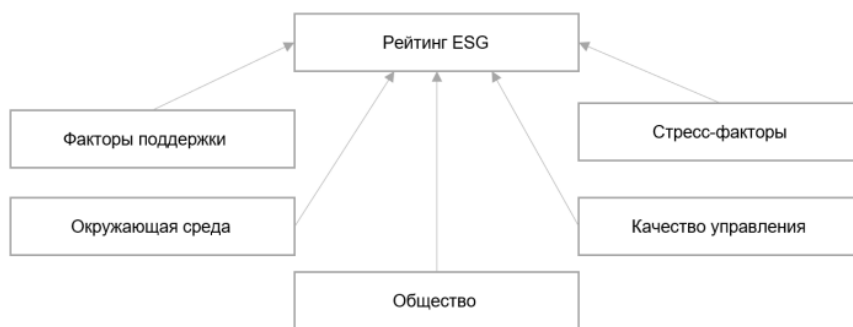 Рейтинг ESG
Факторы поддержки
Стресс-факторы
Окружающая среда
Качество управления
Общество